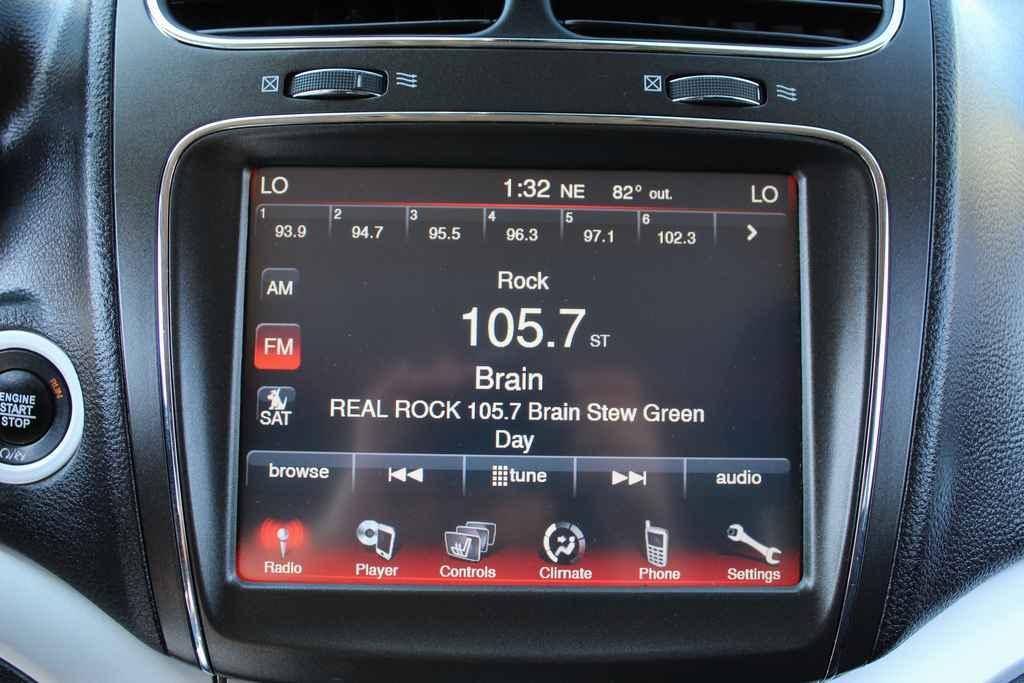 LO 1:32 NE 82° out. LO
1 2 3 4 5 6
93.9 94.7 95.5 96.3 97.1 102.3
AM
Rock
105.7 ST
FM
Brain
SAT
REAL ROCK 105.7 Brain Stew Green
Day
browse tune audio
Radio Player Controls Climate Phone Settings
ENGINE
START
STOP
RUN